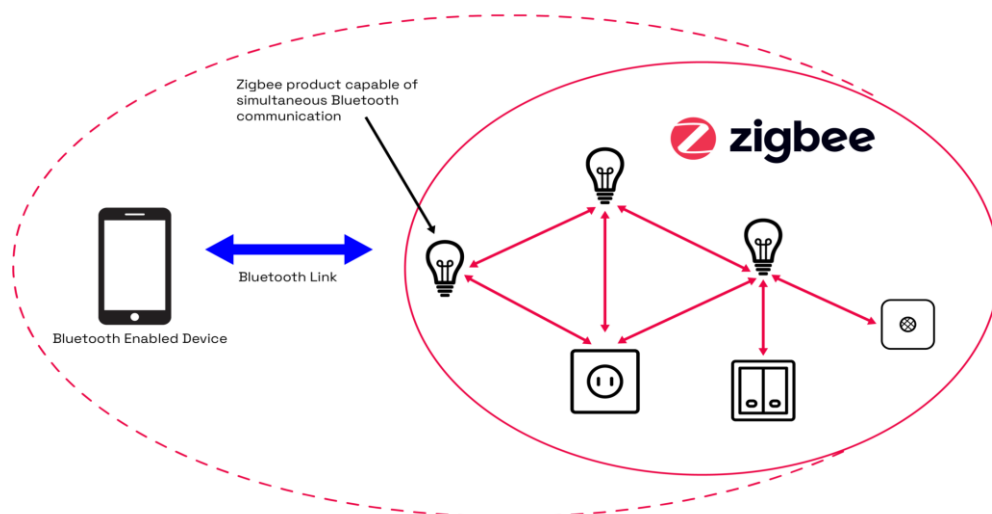 Zigbee product capable of
simultaneous Bluetooth
communication
zigbee
Bluetooth Link
Bluetooth Enabled Device